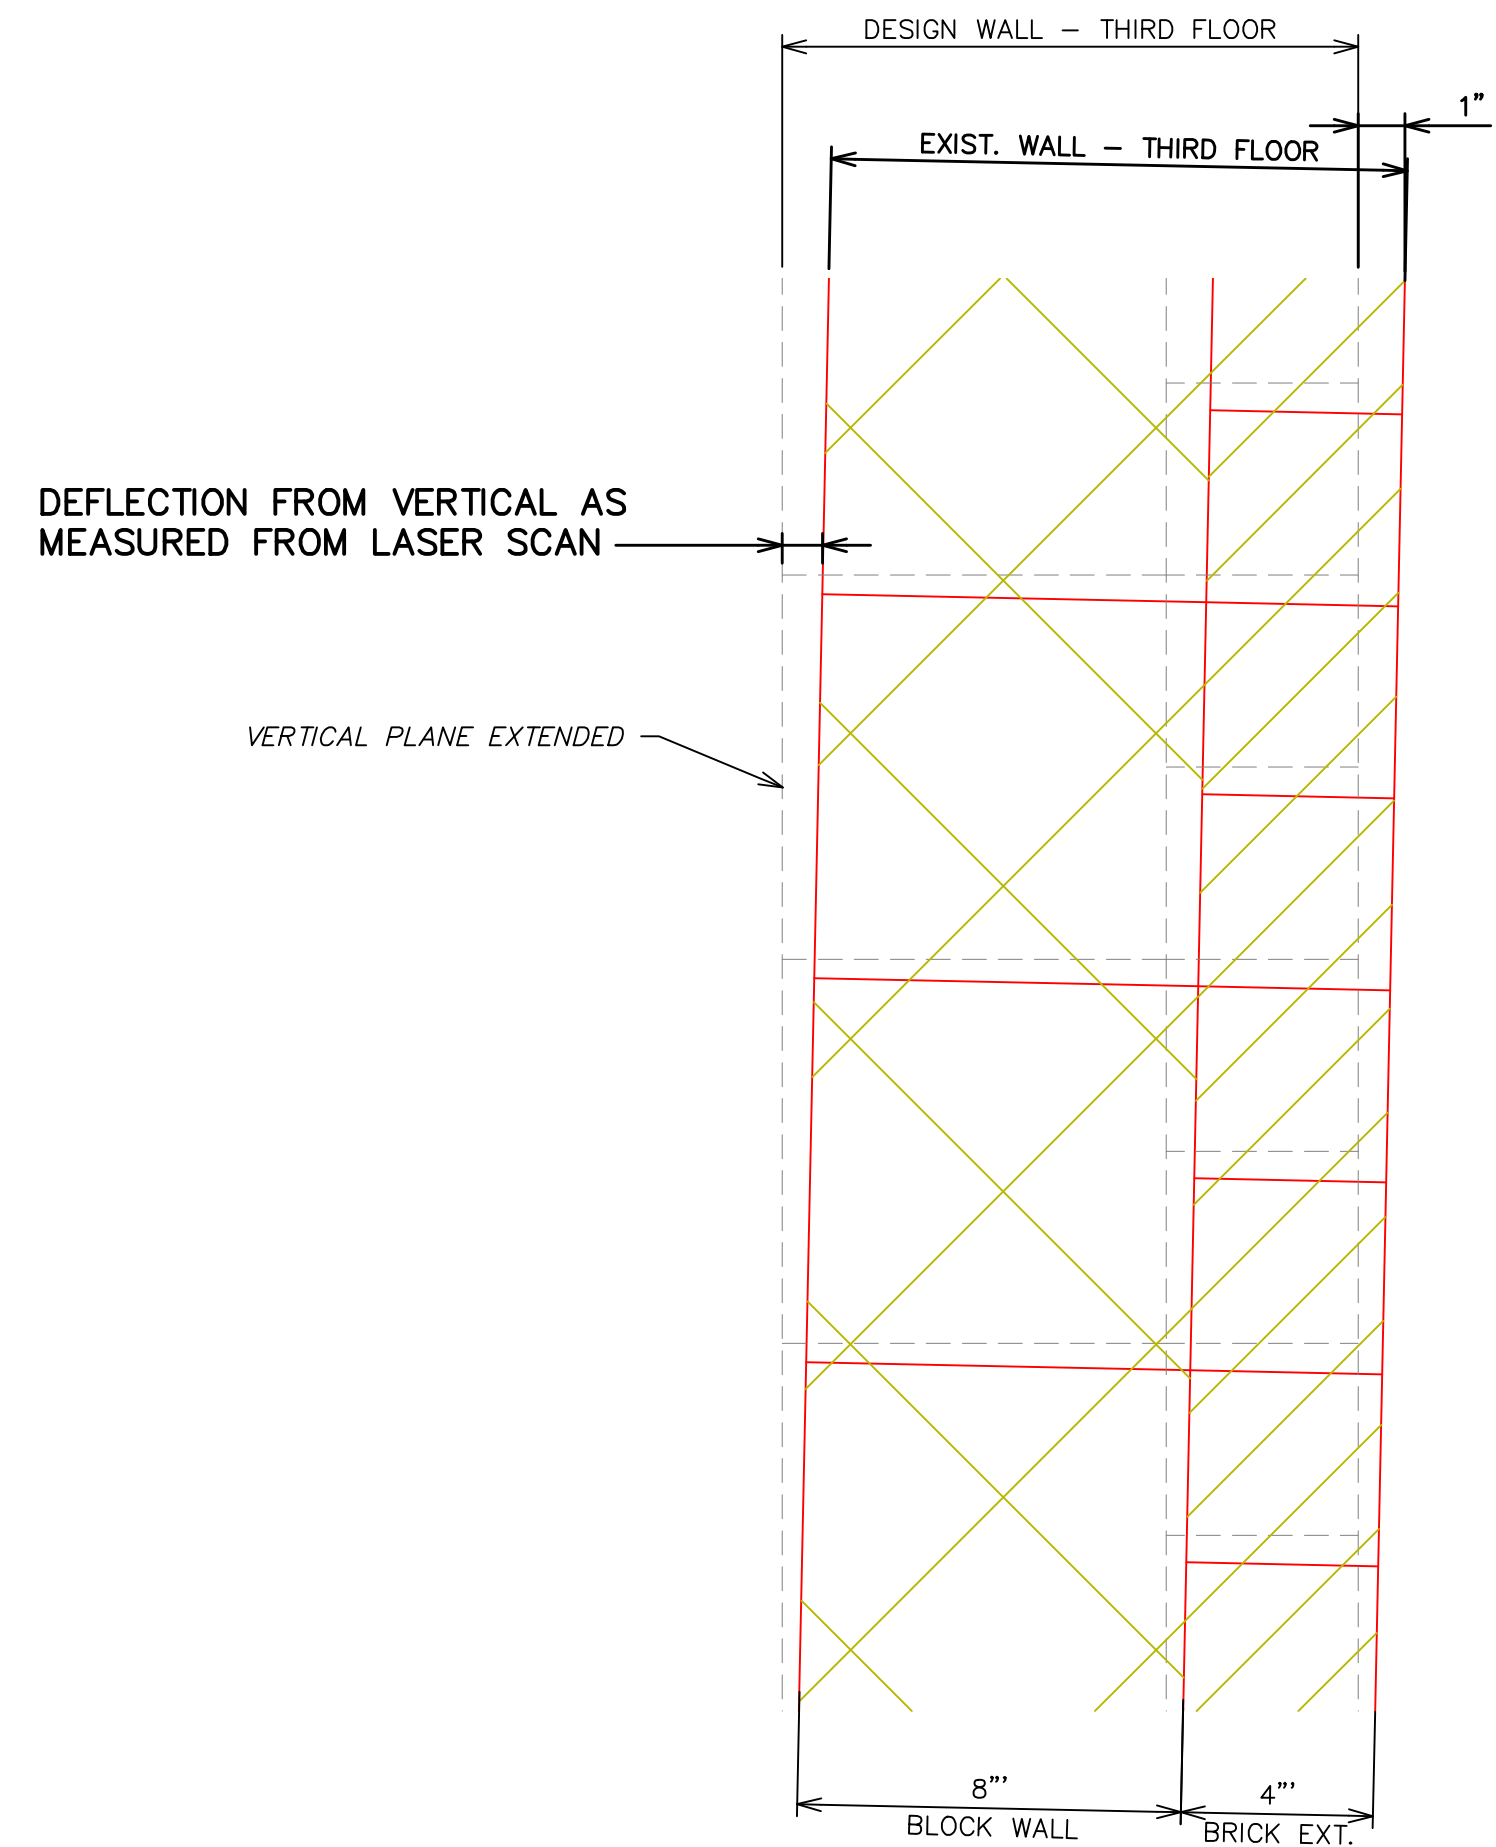 DESIGN WALL - THIRD FLOOR
1"
EXIST. WALL - THIRD FLOOR
DEFLECTION FROM VERTICAL AS
MEASURED FROM LASER SCAN
VERTICAL PLANE EXTENDED
8"'
BLOCK WALL
4"'
BRICK EXT.